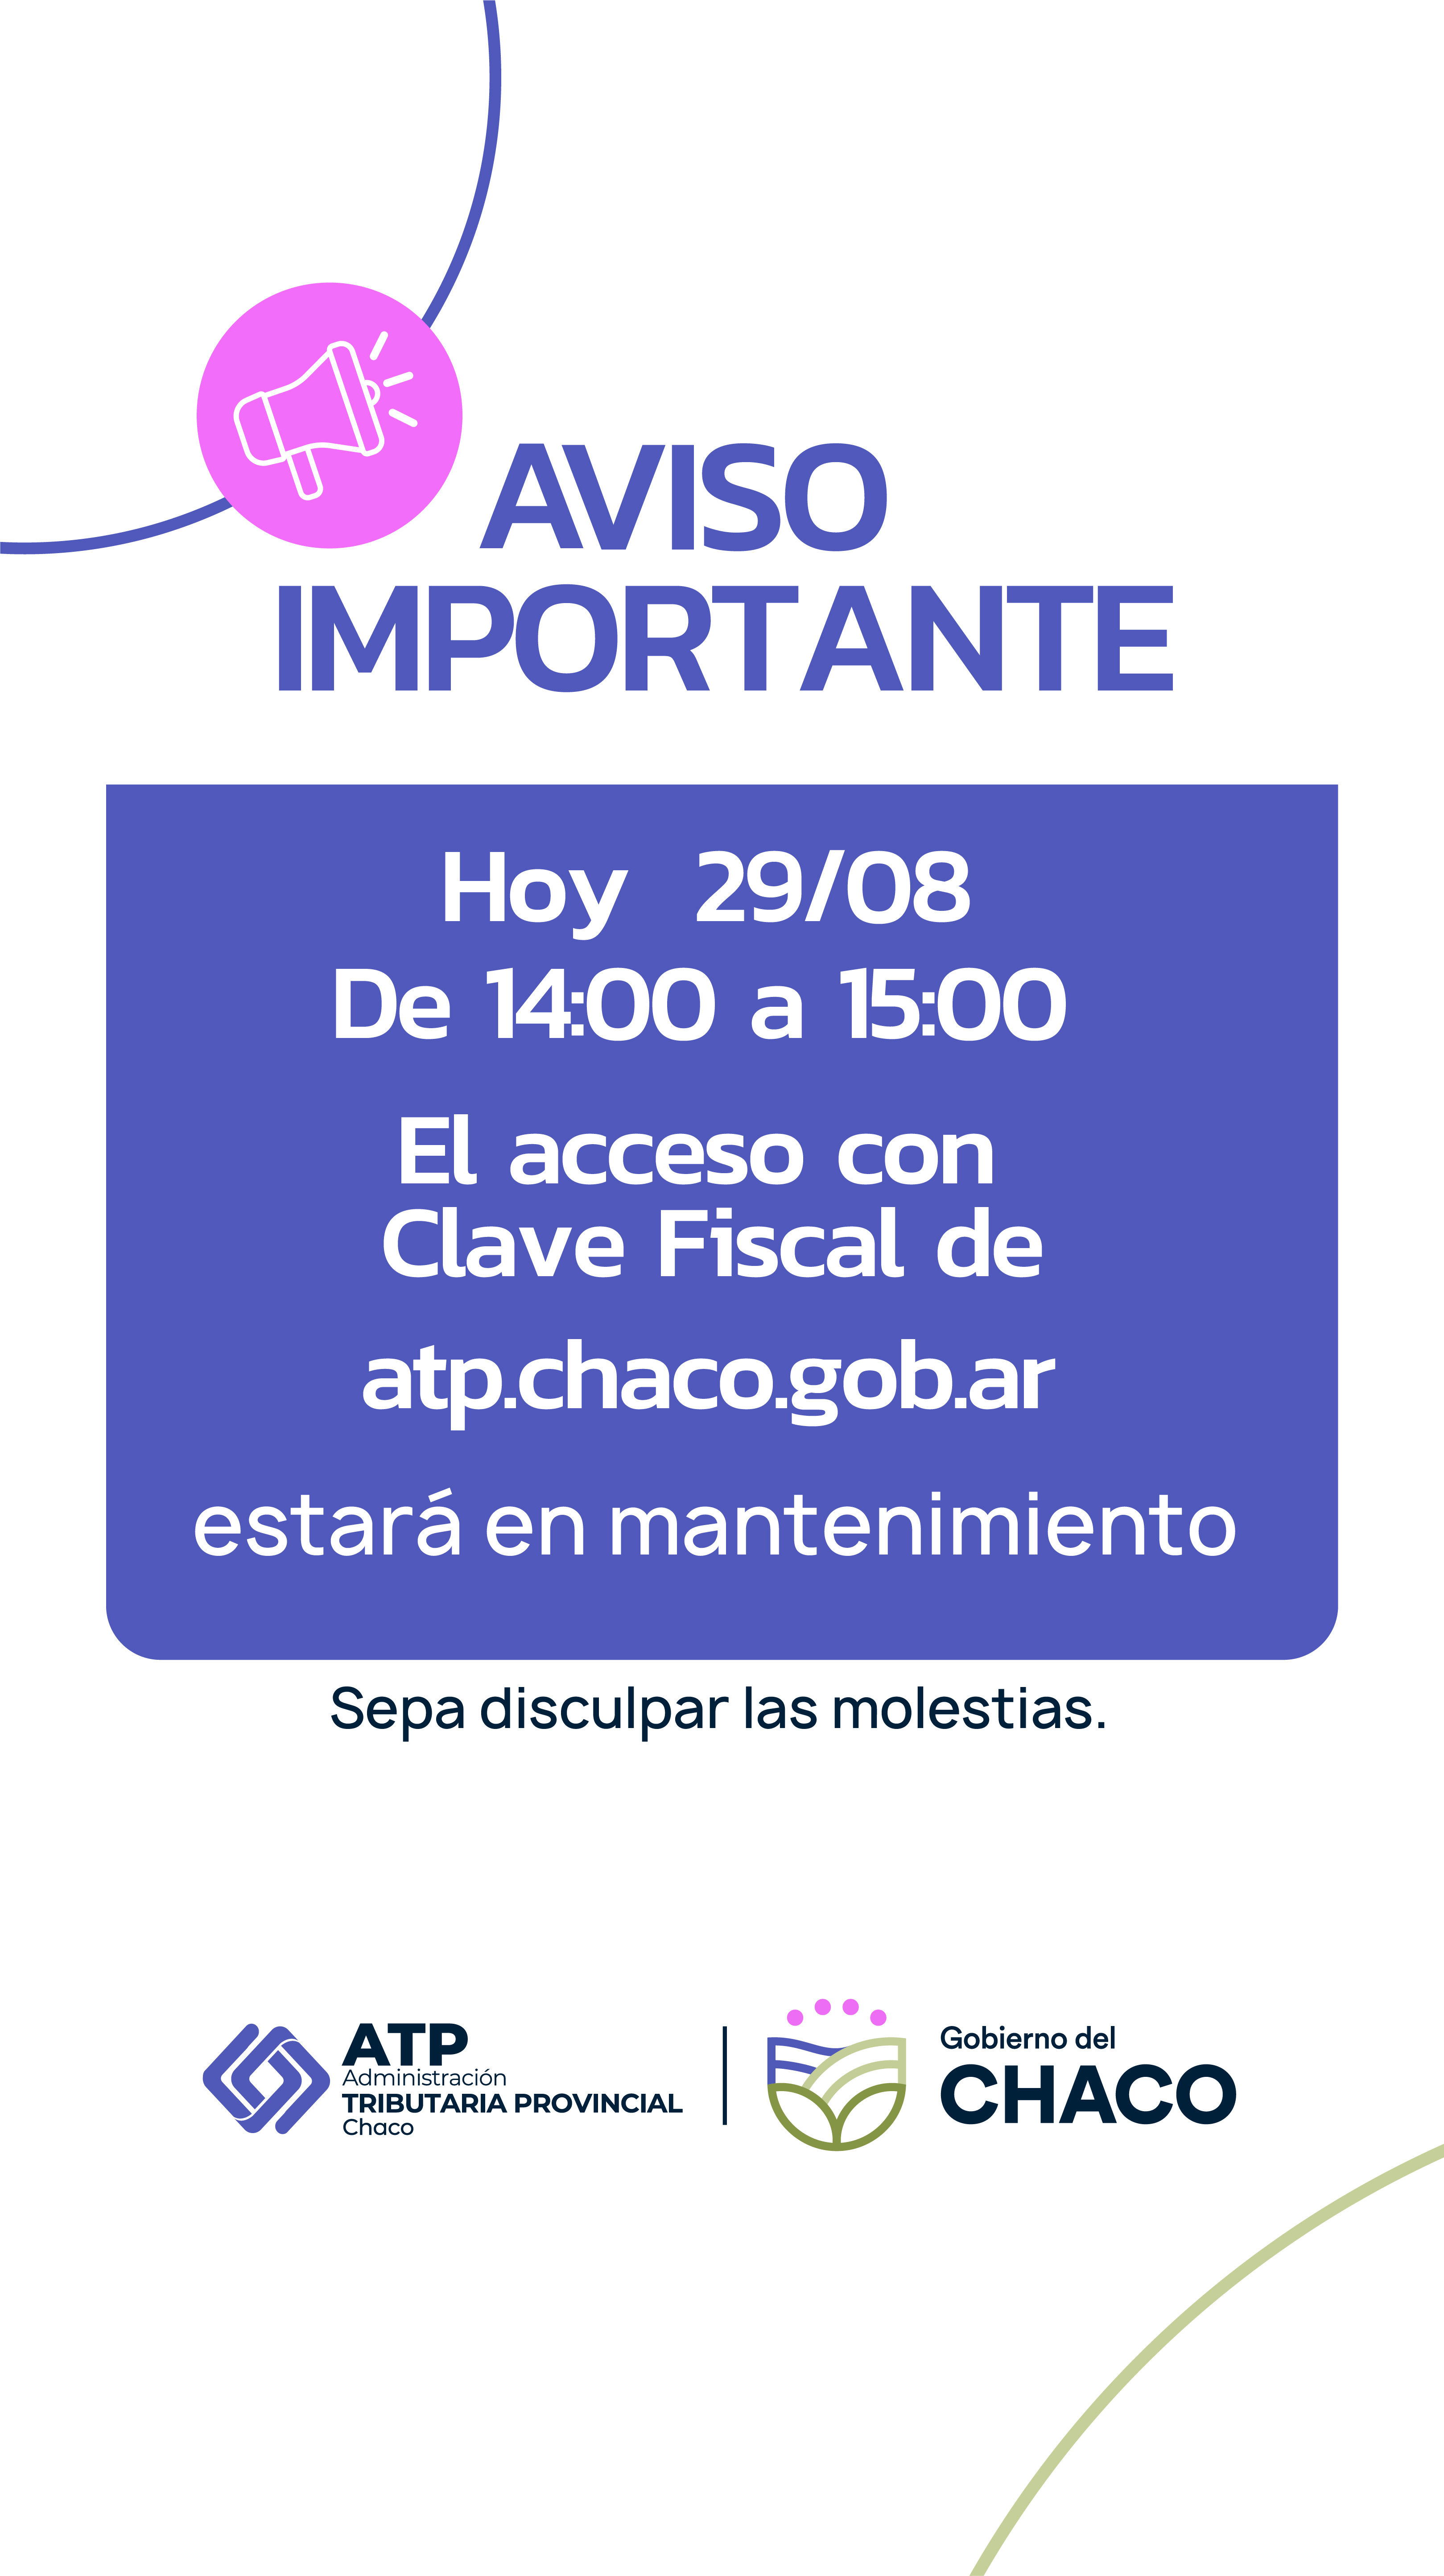 AVISO
IMPORTANTE
Hoy 29/08
De 14:00 a 15:00
El acceso con
Clave Fiscal de
atp.chaco.gob.ar
estará en mantenimiento
Sepa disculpar las molestias.
ATP
Administración
TRIBUTARIA PROVINCIAL
Chaco
Gobierno del
CHACO